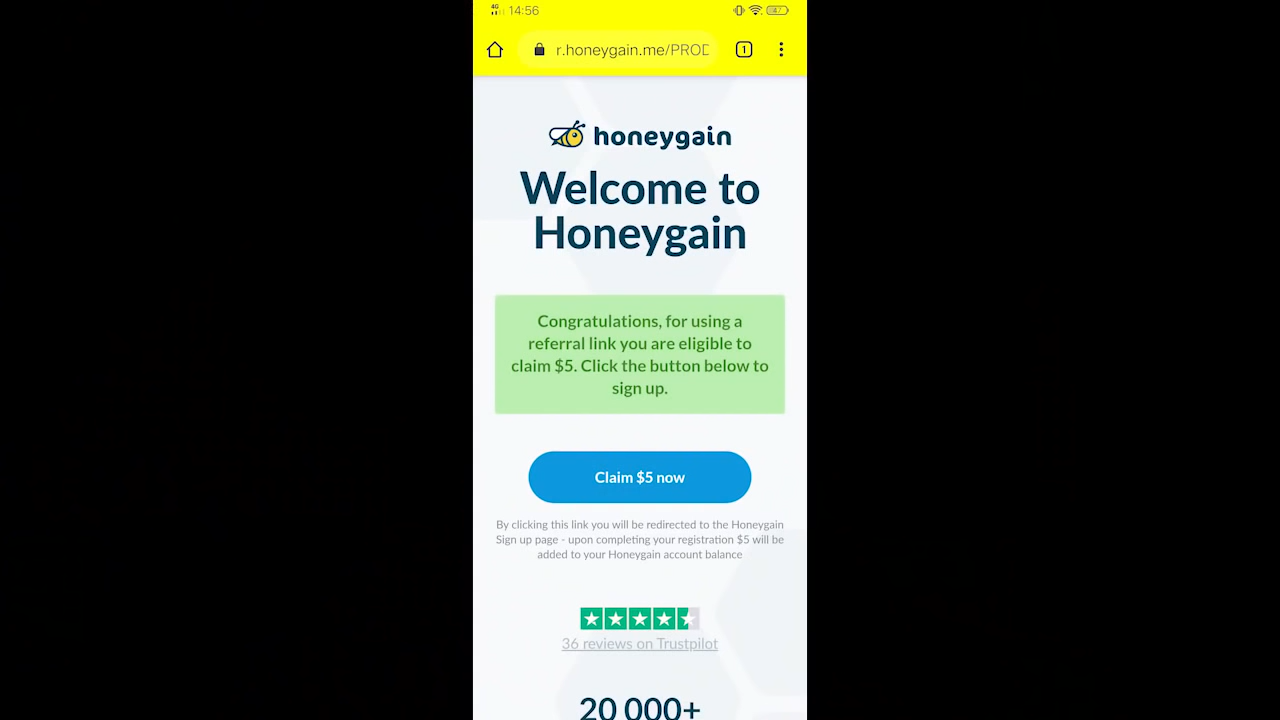 4G 14:56
r.honeygain.me/PROD
1
honeygain
Welcome to
Honeygain
Congratulations, for using a
referral link you are eligible to
claim $5. Click the button below to
sign up.
Claim $5 now
By clicking this link you will be redirected to the Honeygain
Sign up page - upon completing your registration $5 will be
added to your Honeygain account balance
36 reviews on Trustpilot
20 000+